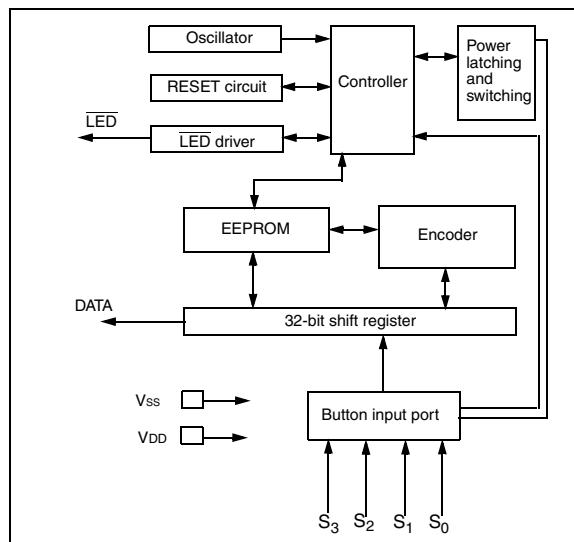 Oscillator
RESET circuit
LED
LED driver
Controller
Power
latching
and
switching
EEPROM
Encoder
DATA
32-bit shift register
VSS
VDD
Button input port
S3
S2
S1
S0